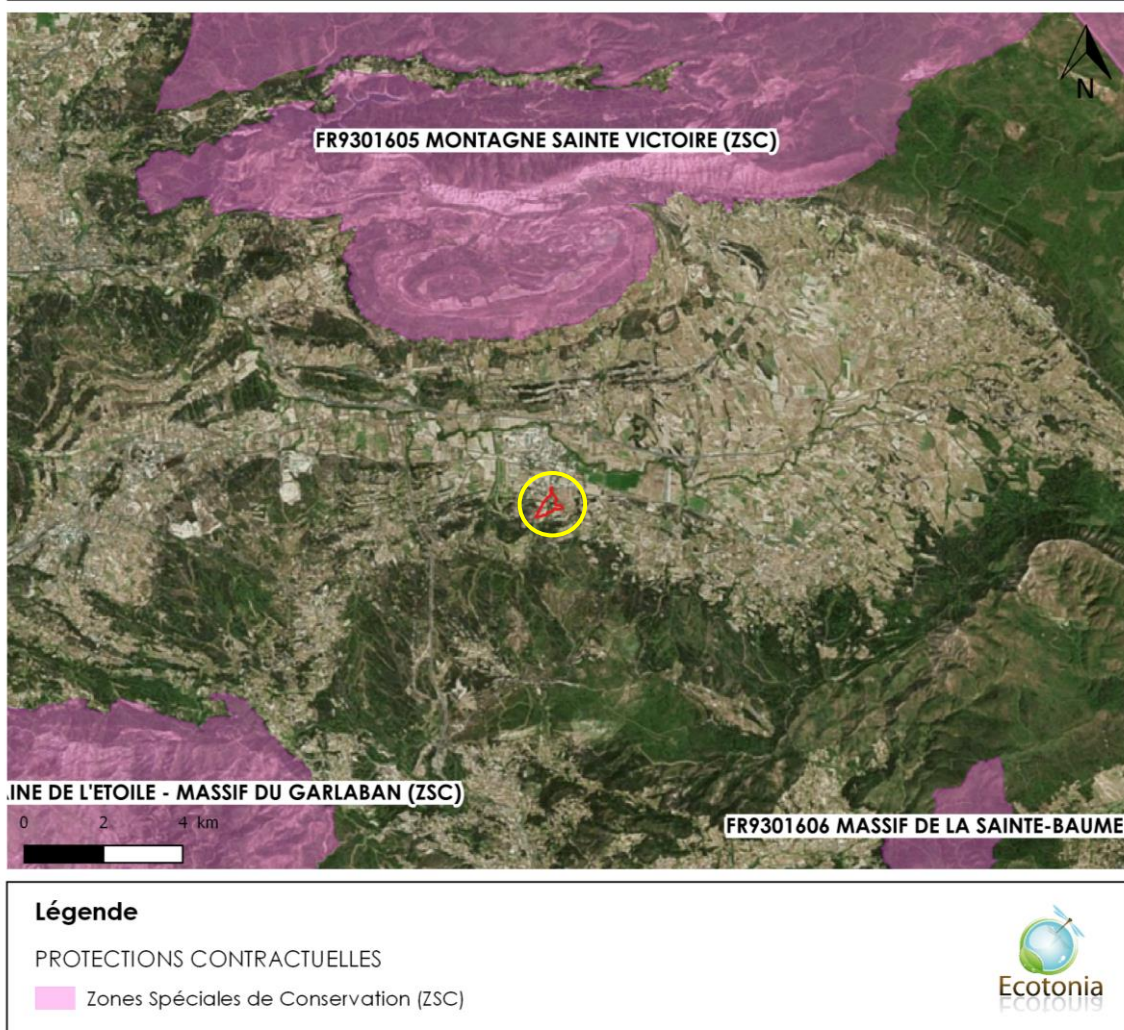 N
FR9301605 MONTAGNE SAINTE VICTOIRE (ZSC)
INE DE L'ETOILE - MASSIF DU GARLABAN (ZSC)
0 2 4 km
FR9301606 MASSIF DE LA SAINTE-BAUME
Légende
PROTECTIONS CONTRACTUELLES
Zones Spéciales de Conservation (ZSC)
Ecotonia